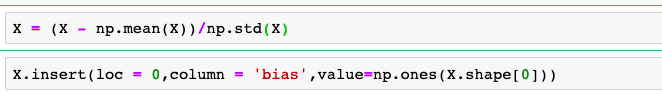 X = (X - np.mean(X))/np.std(X)
X.insert(loc = 0,column = 'bias',value=np.ones(X.shape[0]))